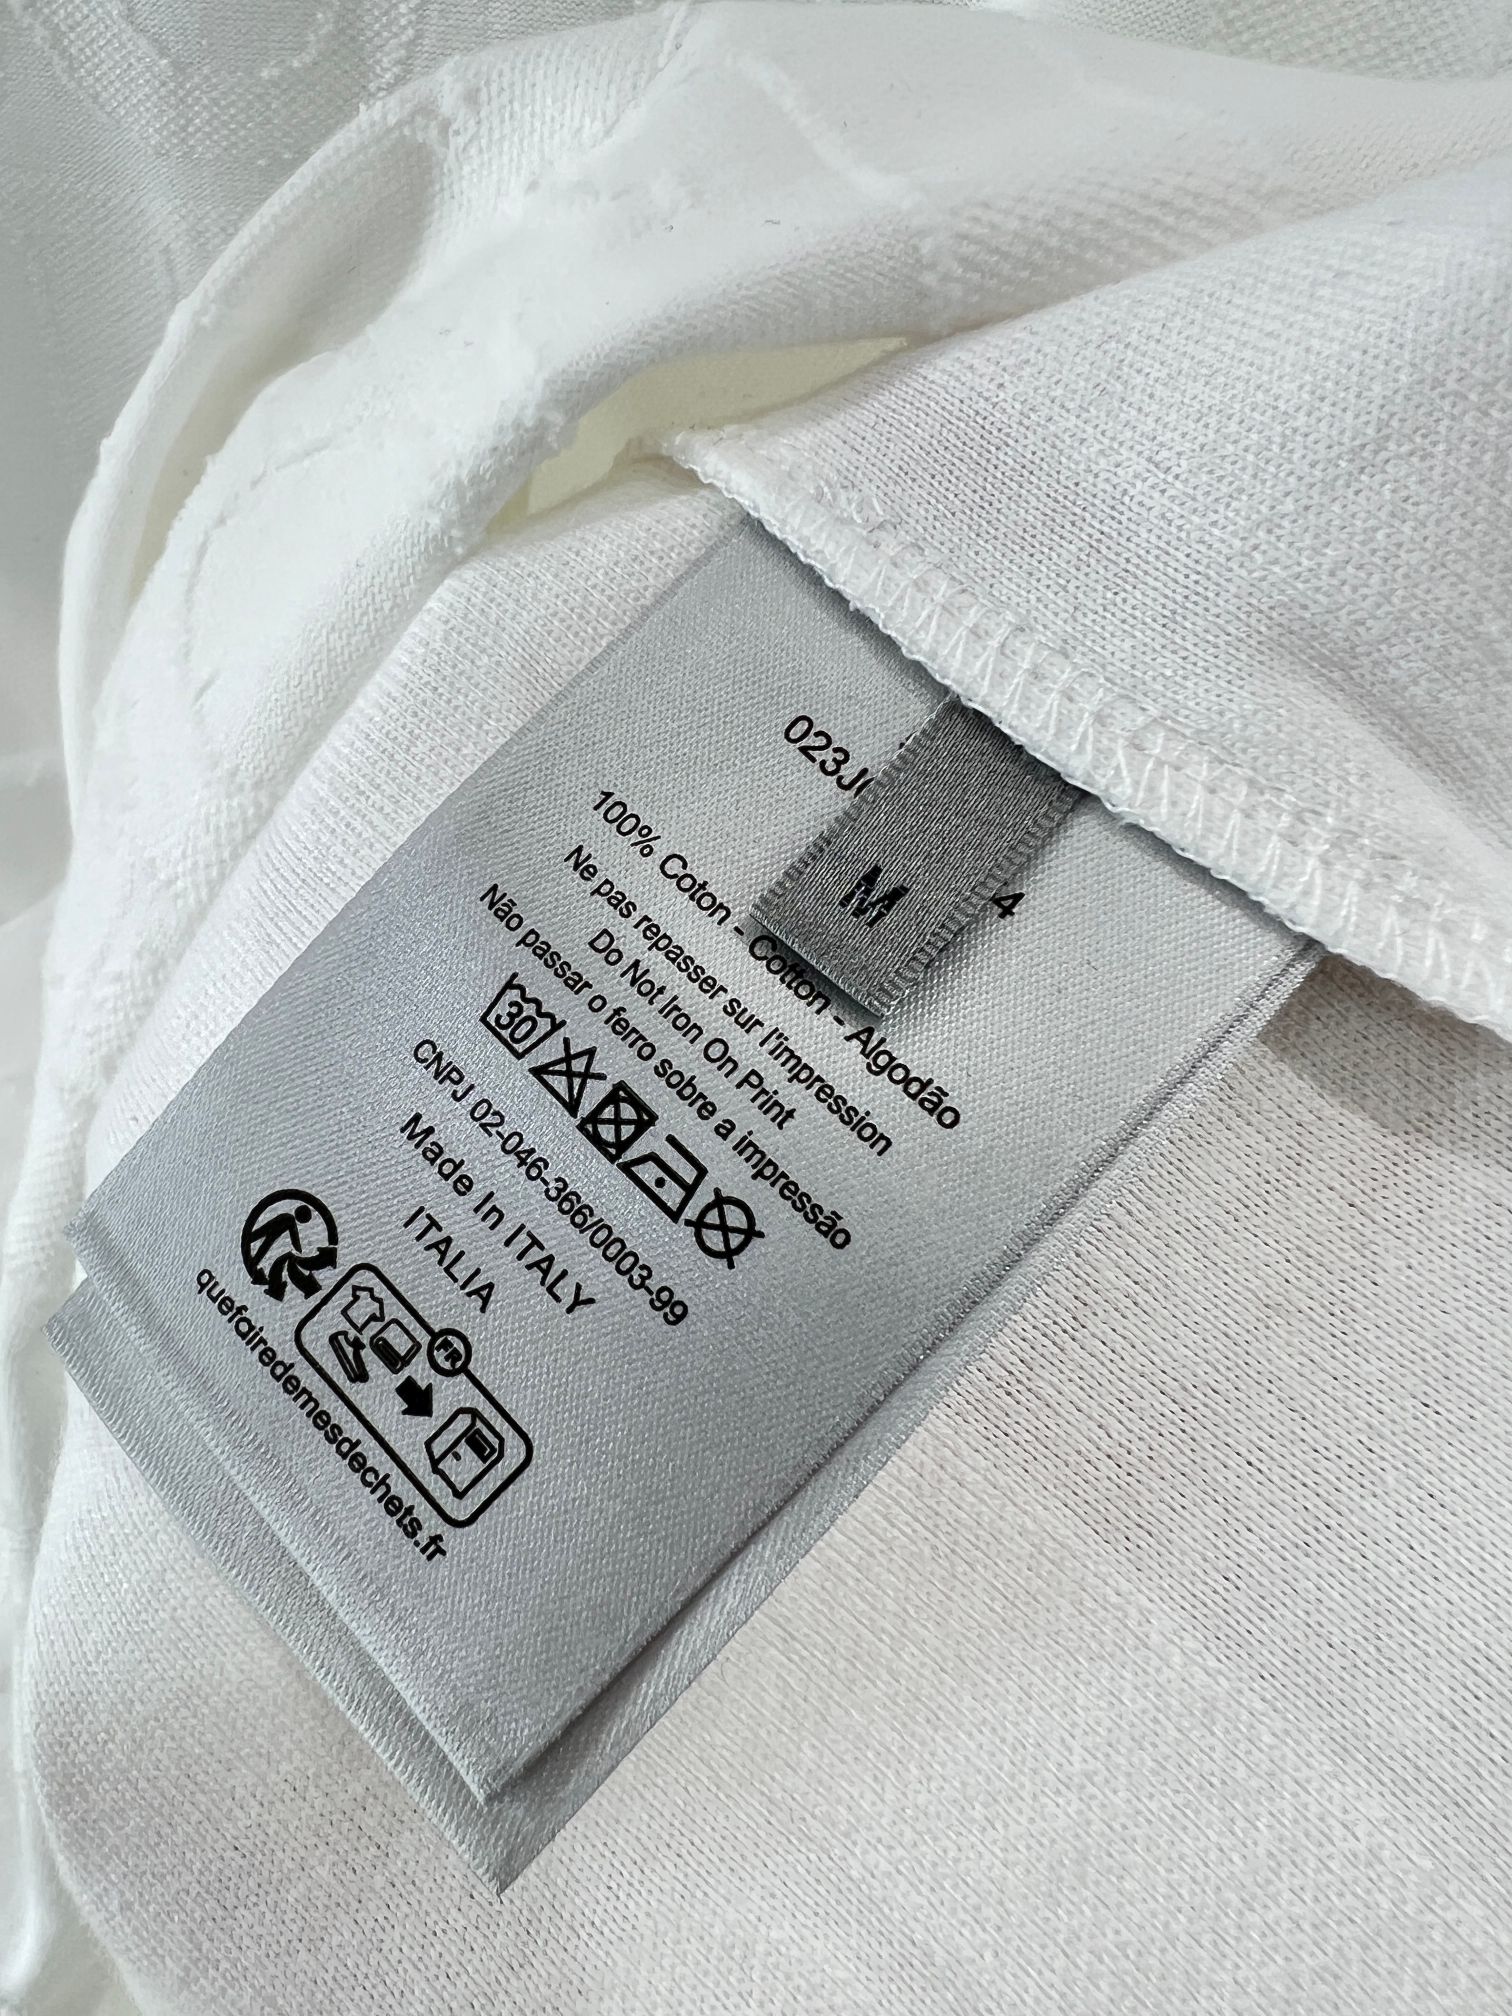 023J
4
M
100% Coton - Cotton - Algodão
Ne pas repasser sur l'impression
Do Not Iron On Print
Não passar o ferro sobre a impressão
30
CNPJ 02-046-366/0003-99
Made In ITALY
ITALIA
FR
quefairedemesdechets.fr